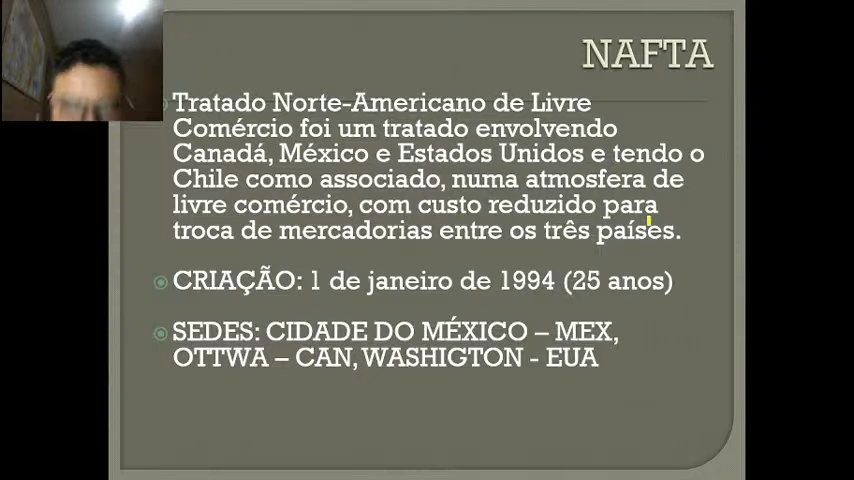 NAFTA
Tratado Norte-Americano de Livre
Comércio foi um tratado envolvendo
Canadá, México e Estados Unidos e tendo o
Chile como associado, numa atmosfera de
livre comércio, com custo reduzido para
troca de mercadorias entre os três países.
CRIAÇÃO: 1 de janeiro de 1994 (25 anos)
SEDES: CIDADE DO MÉXICO – MEX,
OTTWA – CAN, WASHIGTON - EUA